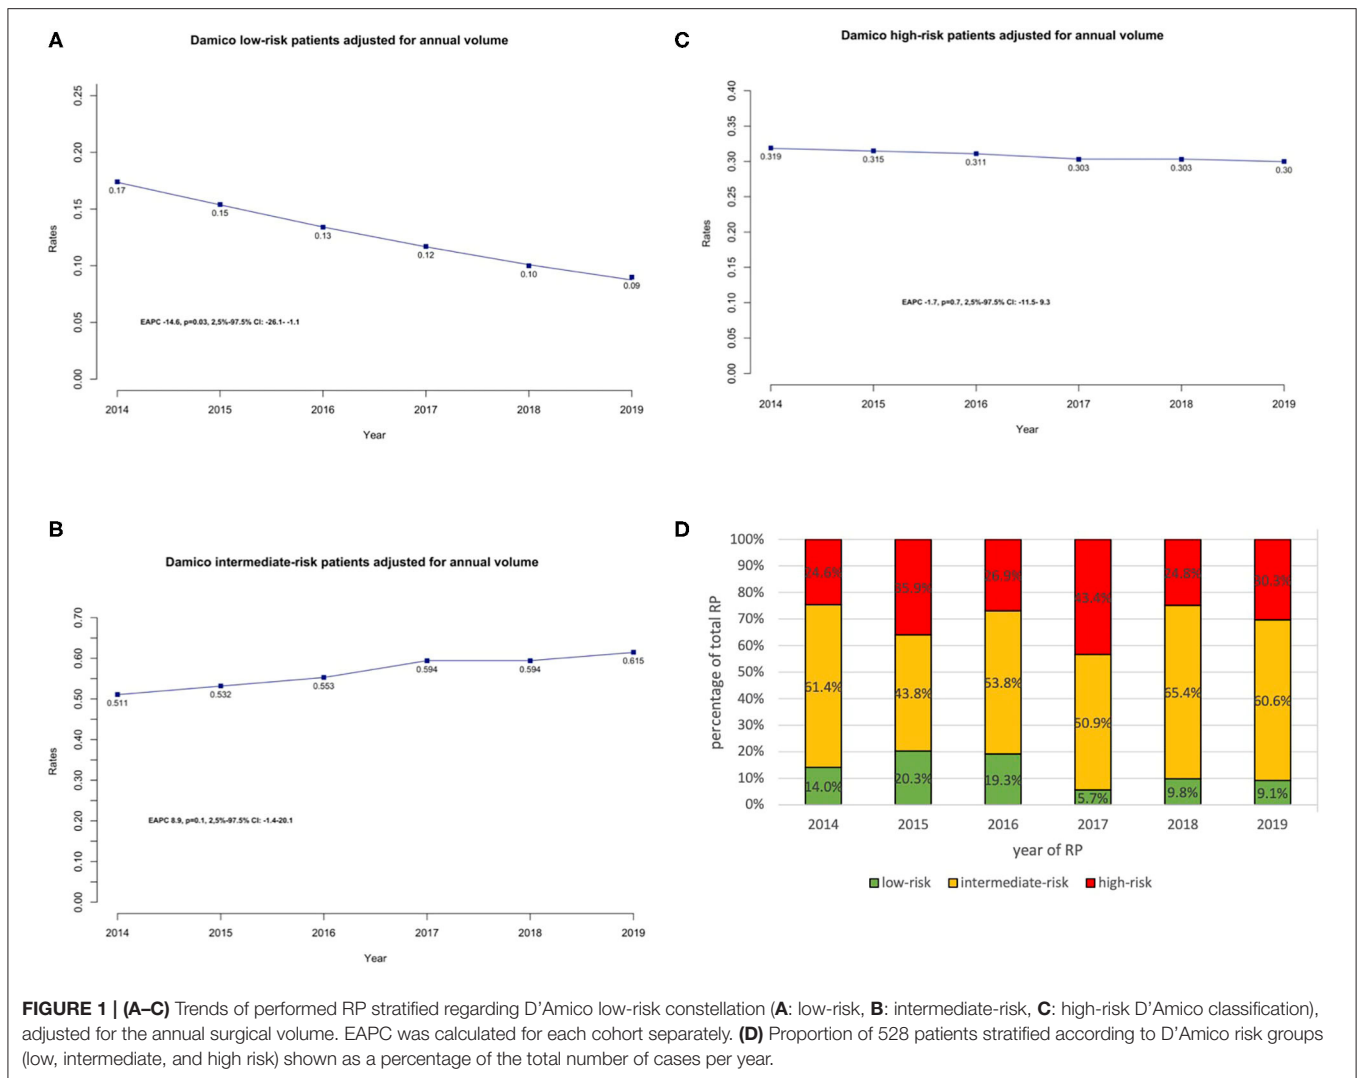 A
Damico low-risk patients adjusted for annual volume
0.25
0.20
0.15
0.10
0.05
0.00
Rates
0.17
0.15
0.13
0.12
0.10
0.09
EAPC -14.6, p=0.03, 2,5%-97.5% CI: -26.1- -1.1
2014 2015 2016 2017 2018 2019
Year
C
Damico high-risk patients adjusted for annual volume
0.40
0.35
0.30
0.25
0.20
0.15
0.10
0.05
0.00
Rates
0.319
0.315
0.311
0.303
0.303
0.30
EAPC -1.7, p=0.7, 2,5%-97.5% CI: -11.5- 9.3
2014 2015 2016 2017 2018 2019
Year
B
Damico intermediate-risk patients adjusted for annual volume
0.70
0.60
0.50
0.40
0.30
0.20
0.10
0.00
Rates
0.511
0.532
0.553
0.594
0.594
0.615
EAPC 8.9, p=0.1, 2,5%-97.5% CI: -1.4-20.1
2014 2015 2016 2017 2018 2019
Year
D
100%
90%
80%
70%
60%
50%
40%
30%
20%
10%
0%
percentage of total RP
24.6% 35.9% 26.9% 43.4% 24.8% 30.3%
61.4% 43.8% 53.8% 50.9% 65.4% 60.6%
14.0% 20.3% 19.3% 5.7% 9.8% 9.1%
2014 2015 2016 2017 2018 2019
year of RP
low-risk intermediate-risk high-risk
FIGURE 1 | (A–C) Trends of performed RP stratified regarding D'Amico low-risk constellation (A: low-risk, B: intermediate-risk, C: high-risk D'Amico classification),
adjusted for the annual surgical volume. EAPC was calculated for each cohort separately. (D) Proportion of 528 patients stratified according to D'Amico risk groups
(low, intermediate, and high risk) shown as a percentage of the total number of cases per year.